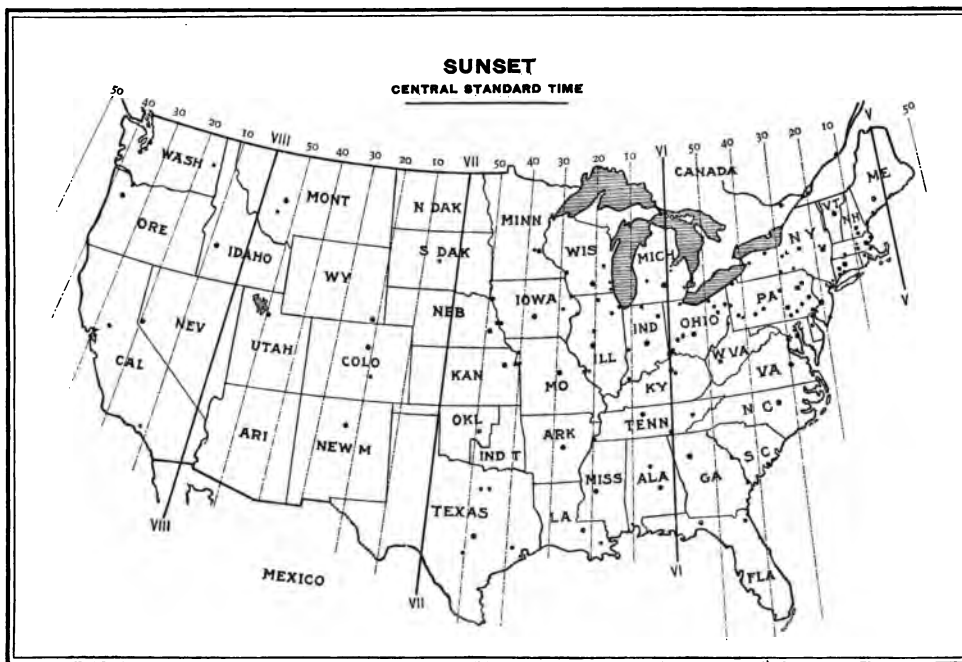 SUNSET
CENTRAL STANDARD TIME
50 40 30 20 10 VIII 50 40 30 20 10 VII 50 40 30 20 10 VI 50 40 30 20 10 V 50
CANADA
WASH
MONT
N DAK
MINN
ME
VT
NH
ORE
IDAHO
S DAK
WIS
MICH
N Y
WY
NEB
IOWA
PA
NEV
UTAH
COLO
KAN
MO
ILL
IND
OHIO
W VA
VA
CAL
KY
ARI
NEW M
OKL
IND T
ARK
TENN
N C
S C
MISS
ALA
GA
TEXAS
LA
FLA
MEXICO
VIII
VII
VI
V